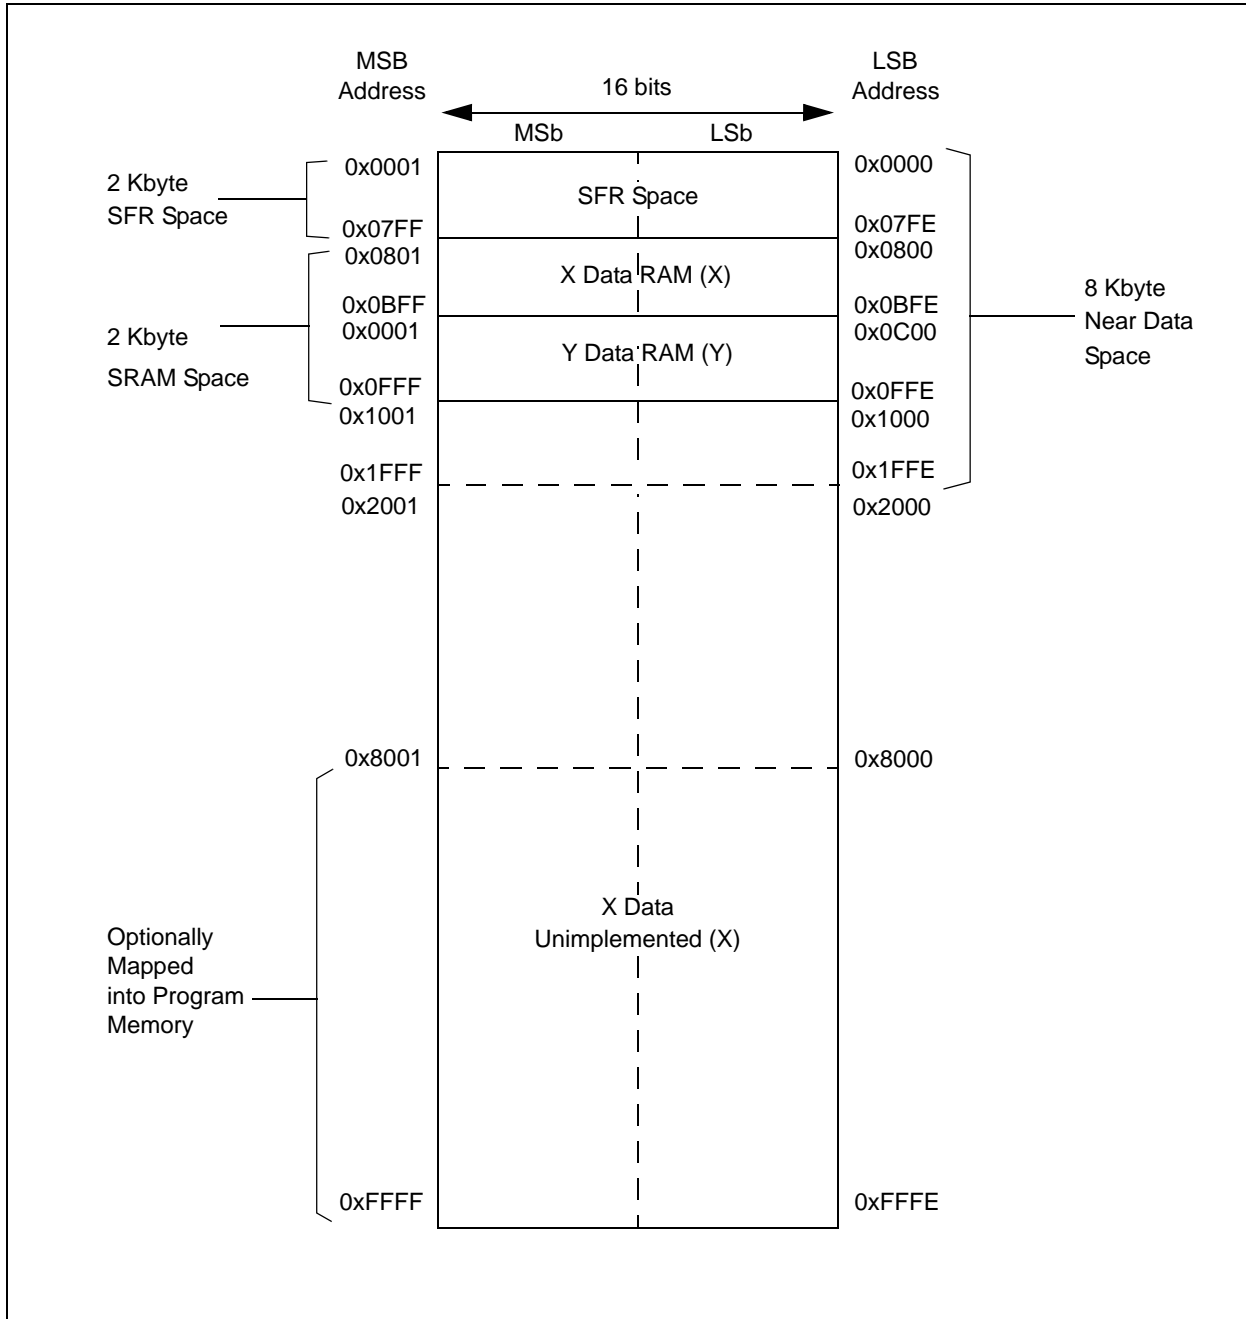 MSB
Address
LSB
Address
16 bits
MSb
LSb
0x0001
0x0000
2 Kbyte
SFR Space
SFR Space
0x07FF
0x07FE
0x0801
0x0800
X Data RAM (X)
0x0BFF
0x0BFE
0x0001
0x0C00
2 Kbyte
SRAM Space
Y Data RAM (Y)
8 Kbyte
Near Data
Space
0x0FFF
0x0FFE
0x1001
0x1000
0x1FFF
0x1FFE
0x2001
0x2000
0x8001
0x8000
X Data
Unimplemented (X)
Optionally
Mapped
into Program
Memory
0xFFFF
0xFFFE